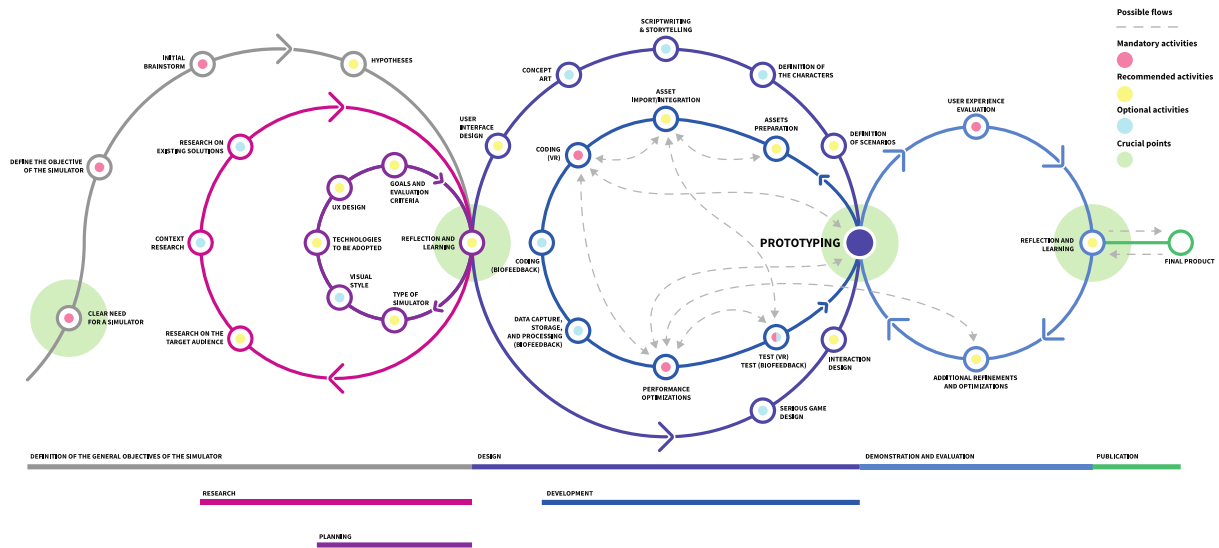 Possible flows
Mandatory activities
Recommended activities
Optional activities
Crucial points
INITIAL
BRAINSTORM
HYPOTHESES
DEFINE THE OBJECTIVE
OF THE SIMULATOR
CLEAR NEED
FOR A SIMULATOR
RESEARCH ON
EXISTING SOLUTIONS
CONTEXT
RESEARCH
RESEARCH ON THE
TARGET AUDIENCE
GOALS AND
EVALUATION
CRITERIA
UX DESIGN
TECHNOLOGIES
TO BE ADOPTED
VISUAL
STYLE
TYPE OF
SIMULATOR
REFLECTION AND
LEARNING
USER
INTERFACE
DESIGN
CONCEPT
ART
SCRIPTWRITING
& STORYTELLING
DEFINITION OF
THE CHARACTERS
DEFINITION
OF SCENARIOS
ASSET
IMPORT/INTEGRATION
ASSETS
PREPARATION
CODING
(VR)
CODING
(BIOFEEDBACK)
DATA CAPTURE,
STORAGE,
AND PROCESSING
(BIOFEEDBACK)
PERFORMANCE
OPTIMIZATIONS
TEST (VR)
TEST (BIOFEEDBACK)
INTERACTION
DESIGN
SERIOUS GAME
DESIGN
PROTOTYPING
USER EXPERIENCE
EVALUATION
REFLECTION AND
LEARNING
ADDITIONAL REFINEMENTS
AND OPTIMIZATIONS
FINAL PRODUCT
DEFINITION OF THE GENERAL OBJECTIVES OF THE SIMULATOR
DESIGN
DEMONSTRATION AND EVALUATION
PUBLICATION
RESEARCH
DEVELOPMENT
PLANNING